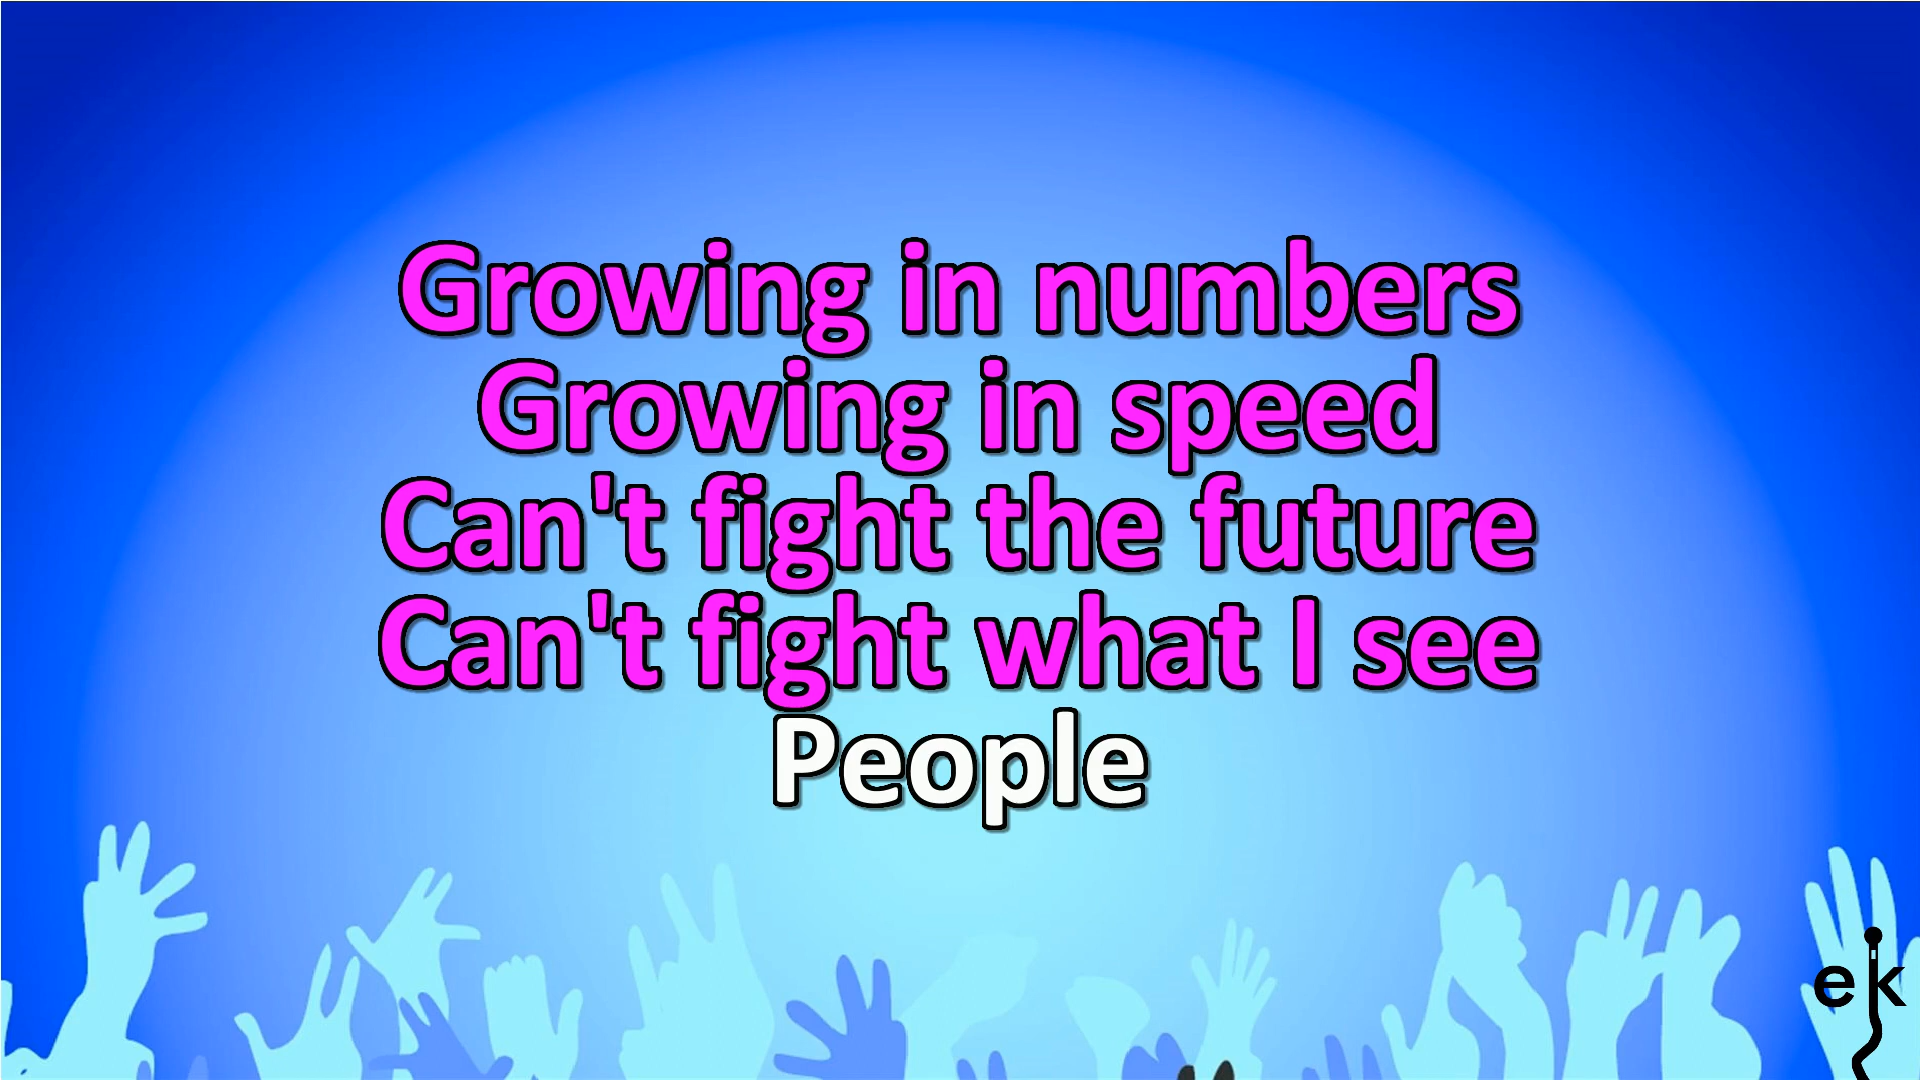 Growing in numbers
Growing in speed
Can't fight the future
Can't fight what I see
People
ek